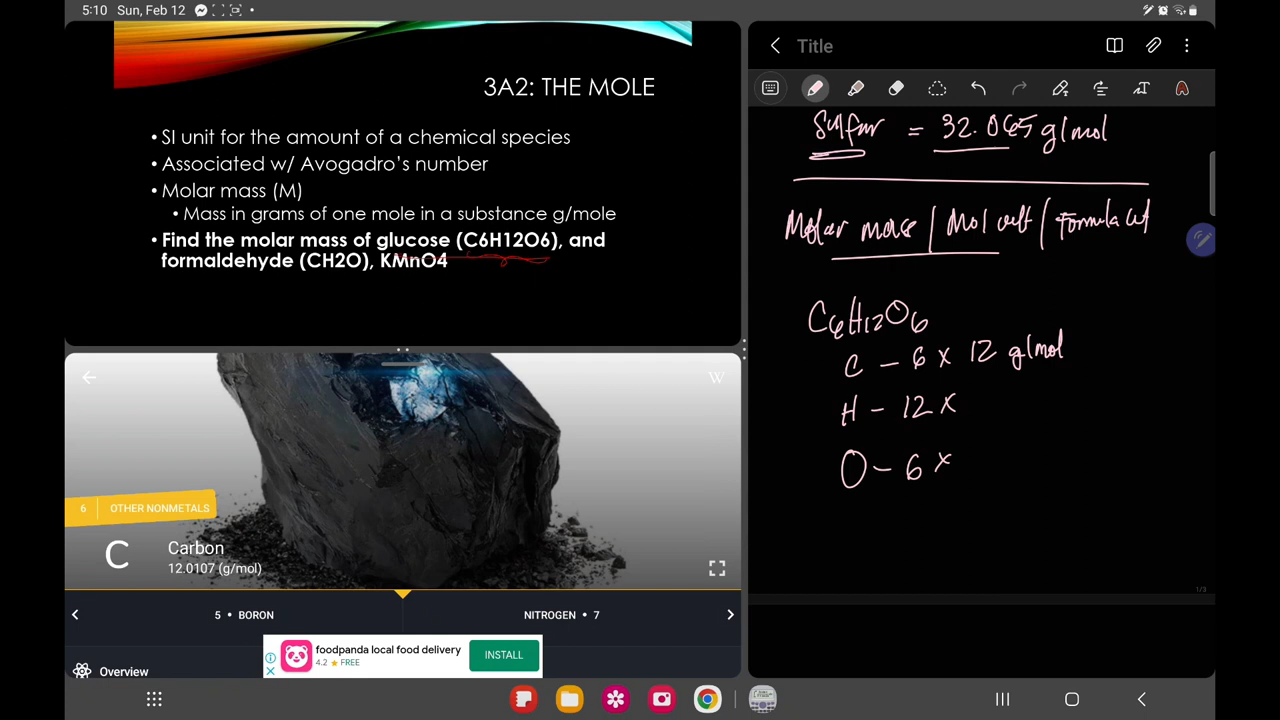 5:10 Sun, Feb 12
3A2: THE MOLE
• SI unit for the amount of a chemical species
• Associated w/ Avogadro's number
• Molar mass (M)
• Mass in grams of one mole in a substance g/mole
• Find the molar mass of glucose (C6H12O6), and
formaldehyde (CH2O), KMnO4
W
6 OTHER NONMETALS
C Carbon
12.0107 (g/mol)
5 • BORON NITROGEN • 7
foodpanda local food delivery
4.2 ★ FREE
INSTALL
Overview
Title
Sulfur = 32.065 g/mol
Molar mass / Mol wt / Formula wt
C6H12O6
C – 6 x 12 g/mol
H – 12 x
O – 6 x
1/3